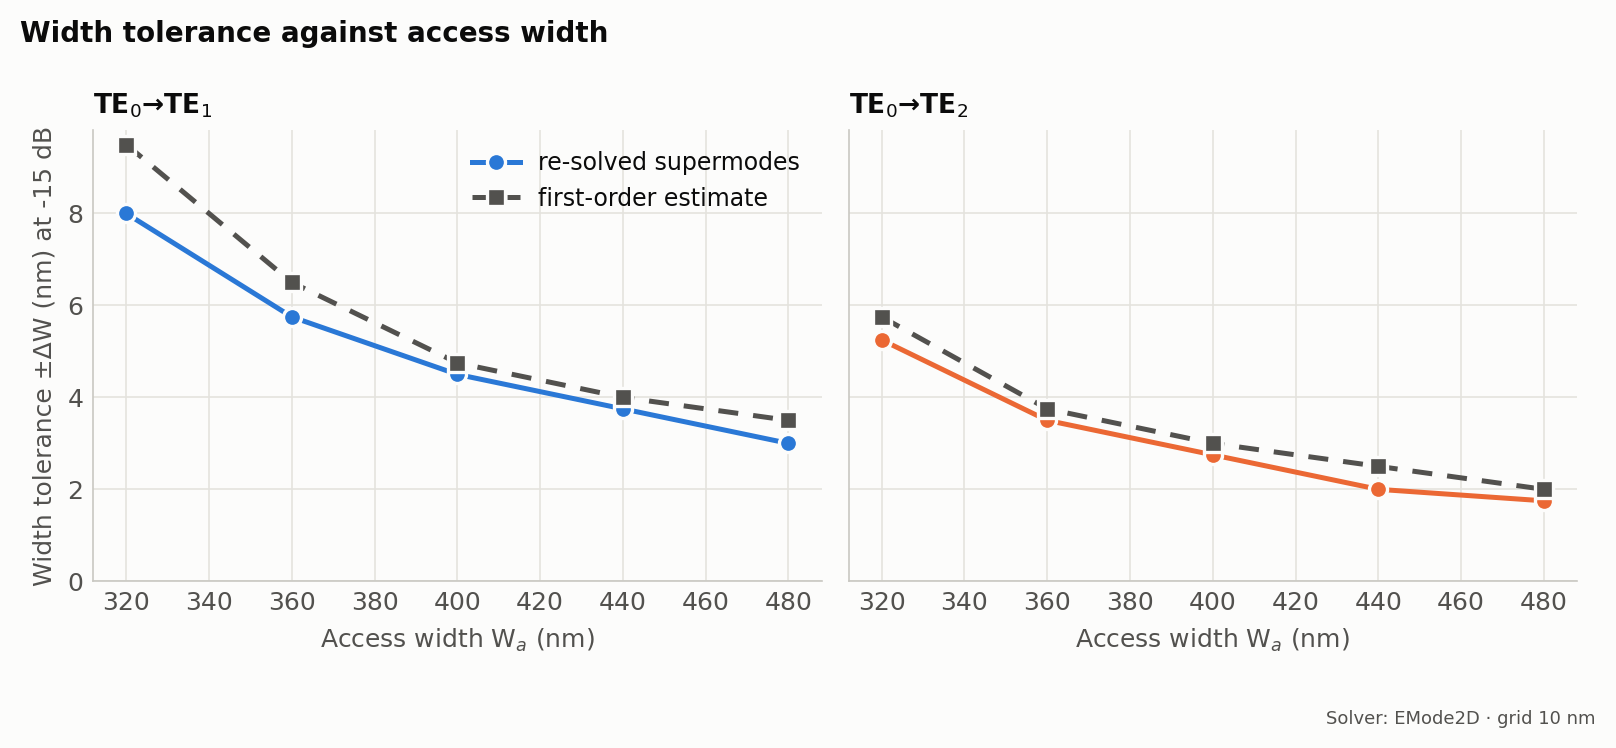 Width tolerance against access width
TE₀→TE₁
TE₀→TE₂
Width tolerance ±ΔW (nm) at -15 dB
re-solved supermodes
first-order estimate
8
6
4
2
0
320 340 360 380 400 420 440 460 480
320 340 360 380 400 420 440 460 480
Access width Wₐ (nm)
Access width Wₐ (nm)
Solver: EMode2D · grid 10 nm